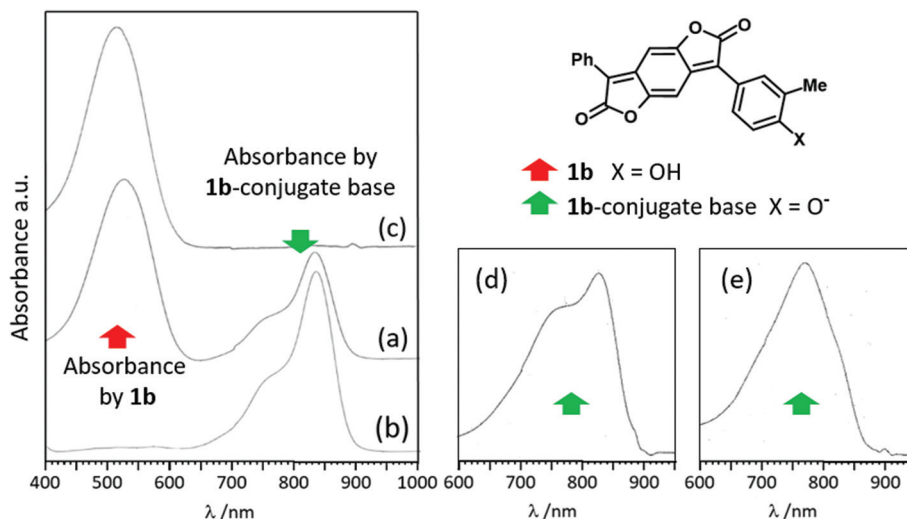 Absorbance a.u.
Absorbance by
1b-conjugate base
(c)
(a)
(b)
Absorbance
by 1b
400 500 600 700 800 900 1000
λ /nm
O
O
Ph
O
O
Me
X
1b X = OH
1b-conjugate base X = O-
(d)
600 700 800 900
λ /nm
(e)
600 700 800 900
λ /nm